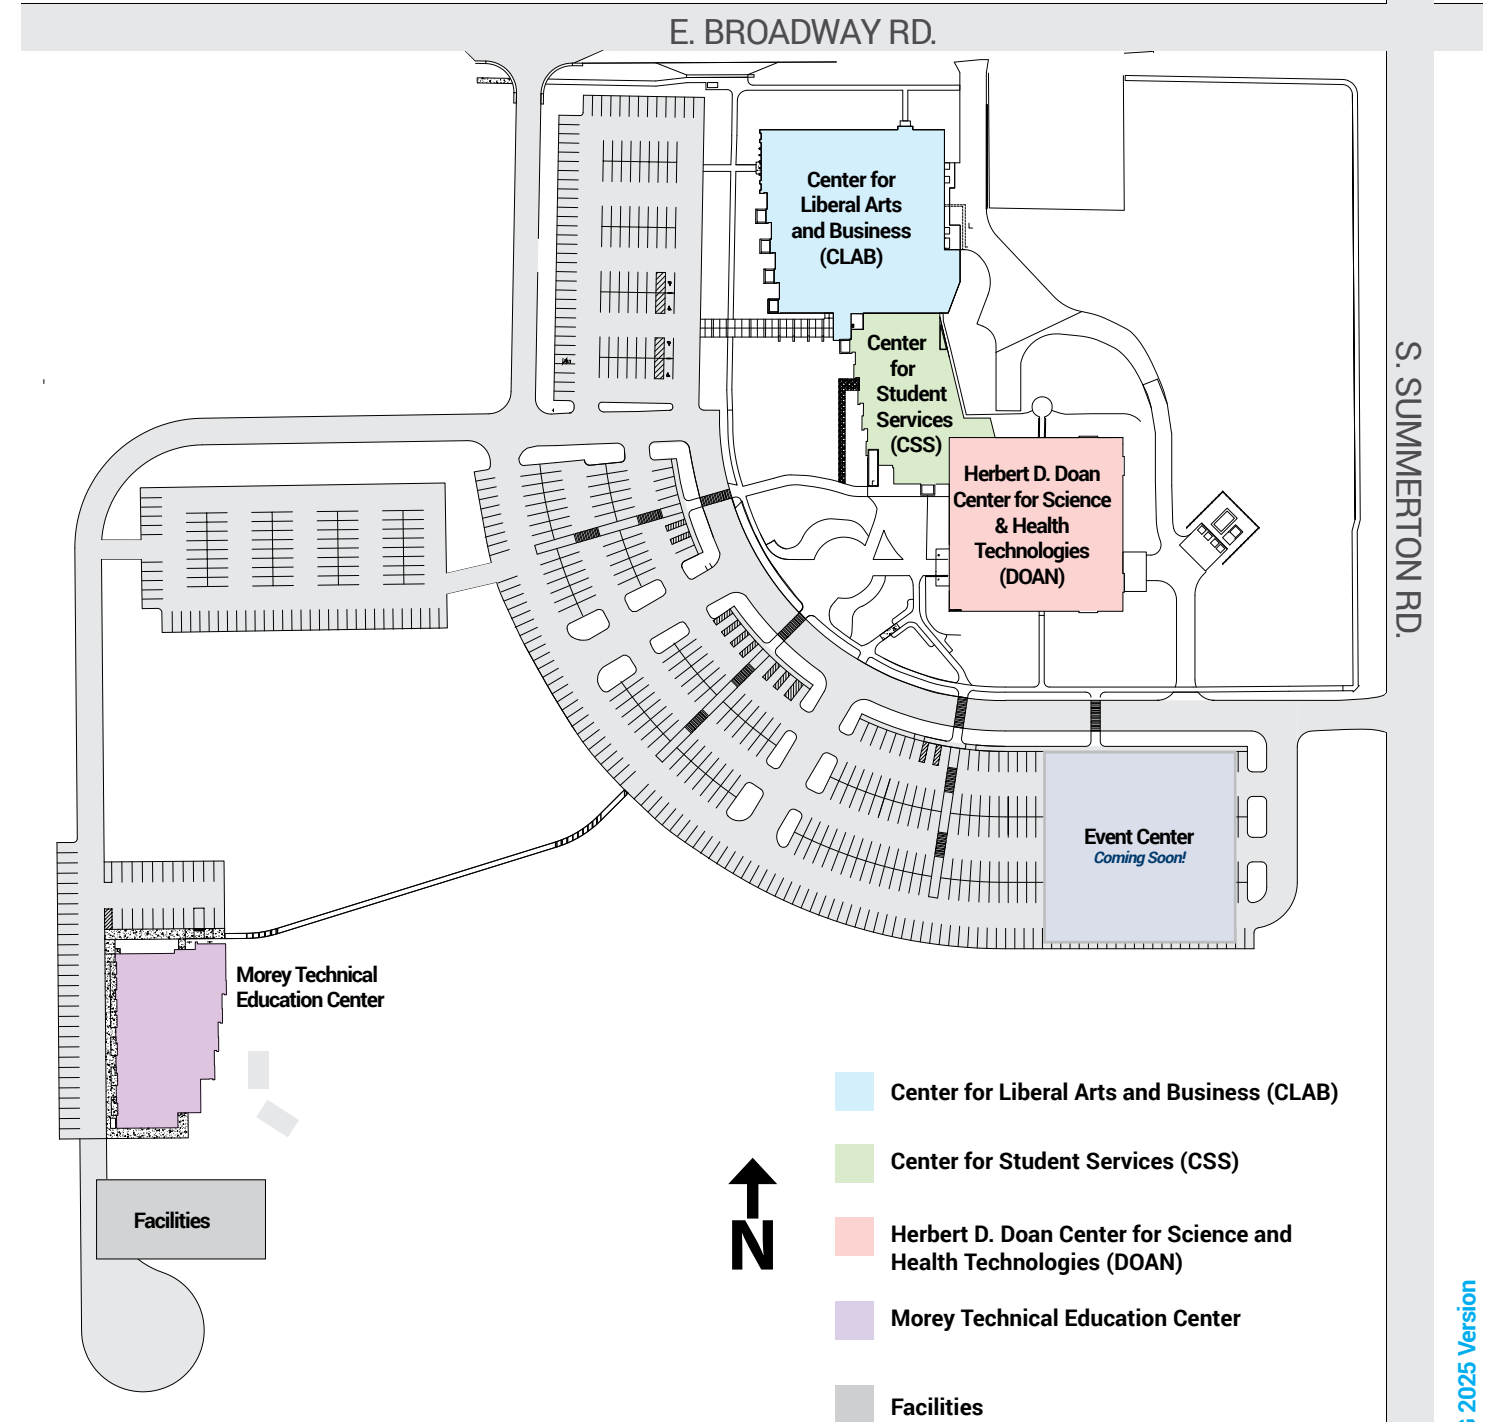 E. BROADWAY RD.
Center for
Liberal Arts
and Business
(CLAB)
Center
for
Student
Services
(CSS)
Herbert D. Doan
Center for Science
& Health
Technologies
(DOAN)
S. SUMMERTON RD.
Event Center
Coming Soon!
Morey Technical
Education Center
Facilities
N
Center for Liberal Arts and Business (CLAB)
Center for Student Services (CSS)
Herbert D. Doan Center for Science and
Health Technologies (DOAN)
Morey Technical Education Center
Facilities
2025 Version